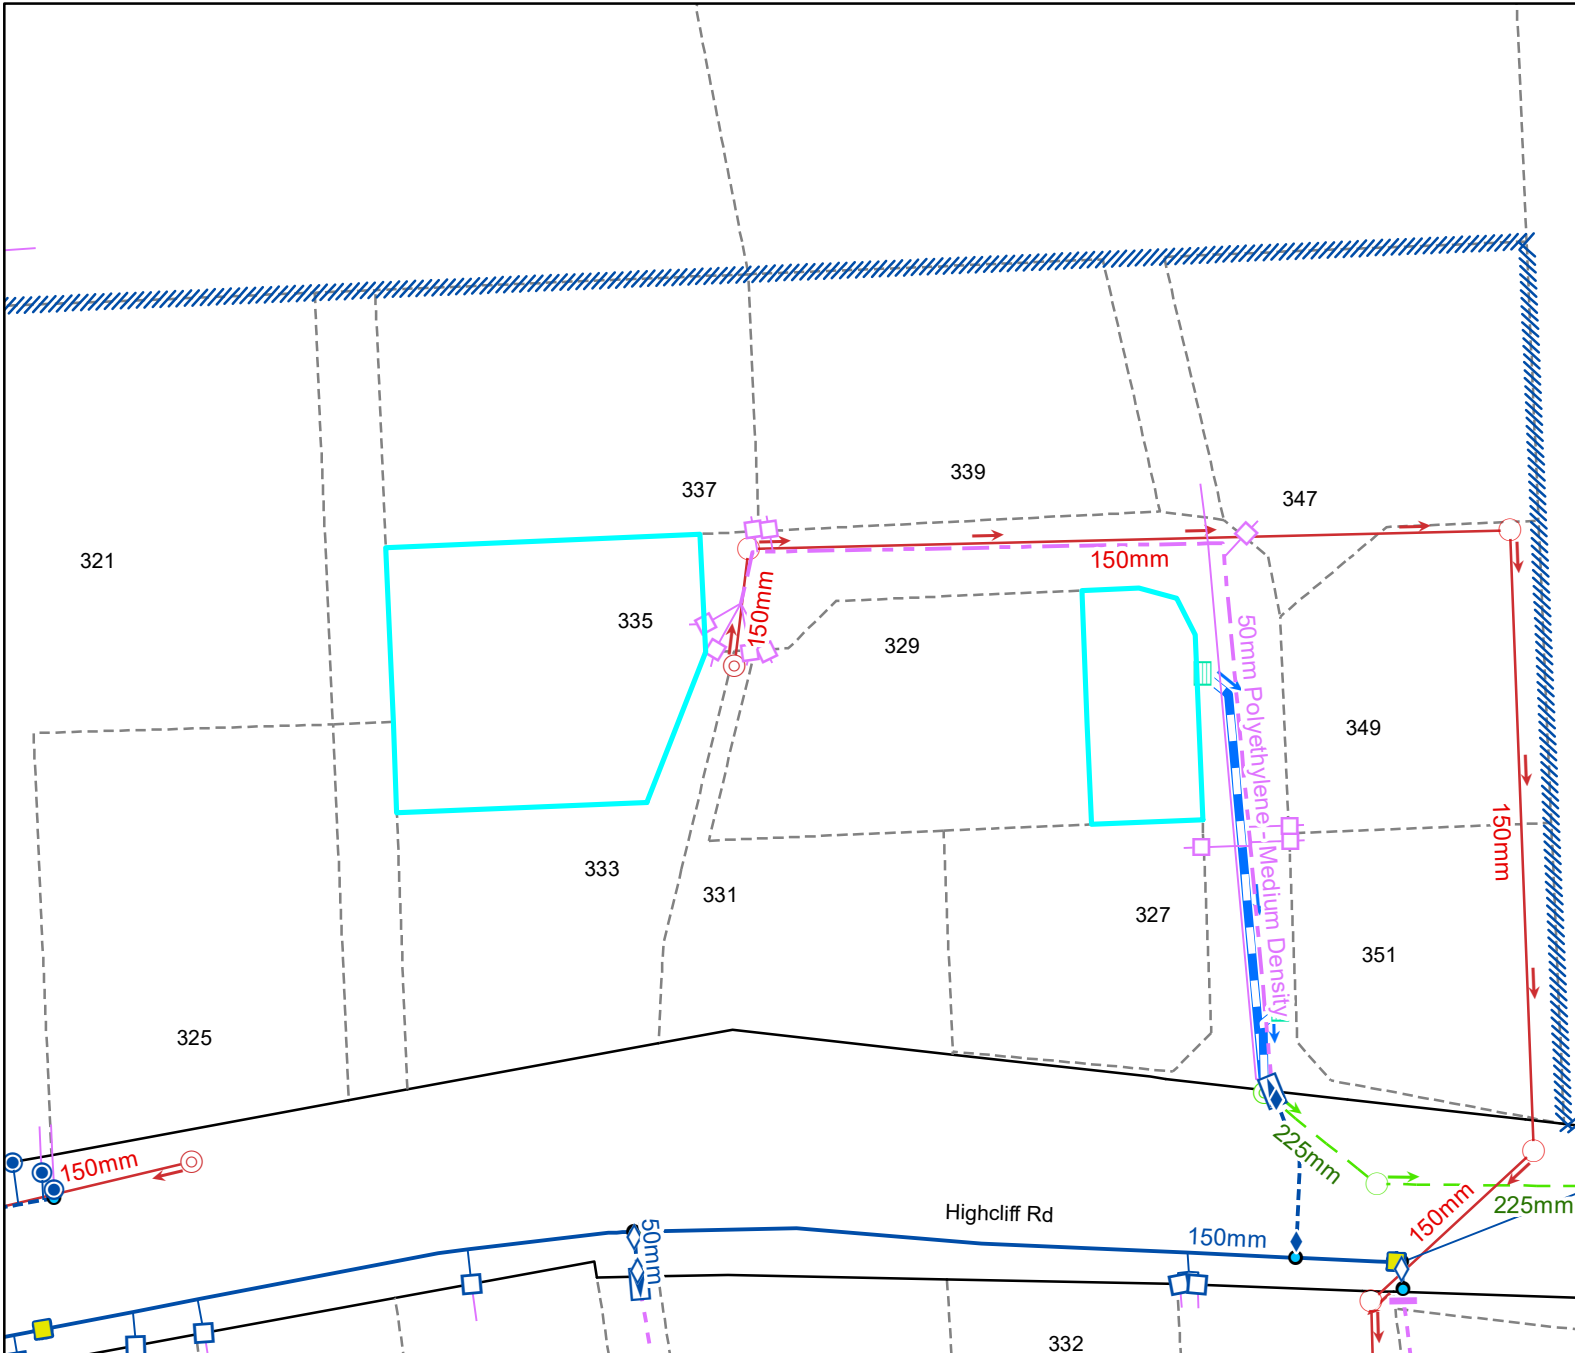 339
337
347
321
150mm
150mm
335
329
50mm Polyethylene - Medium Density
349
150mm
333
331
327
351
325
225mm
150mm
Highcliff Rd
225mm
150mm
150mm
50mm
332